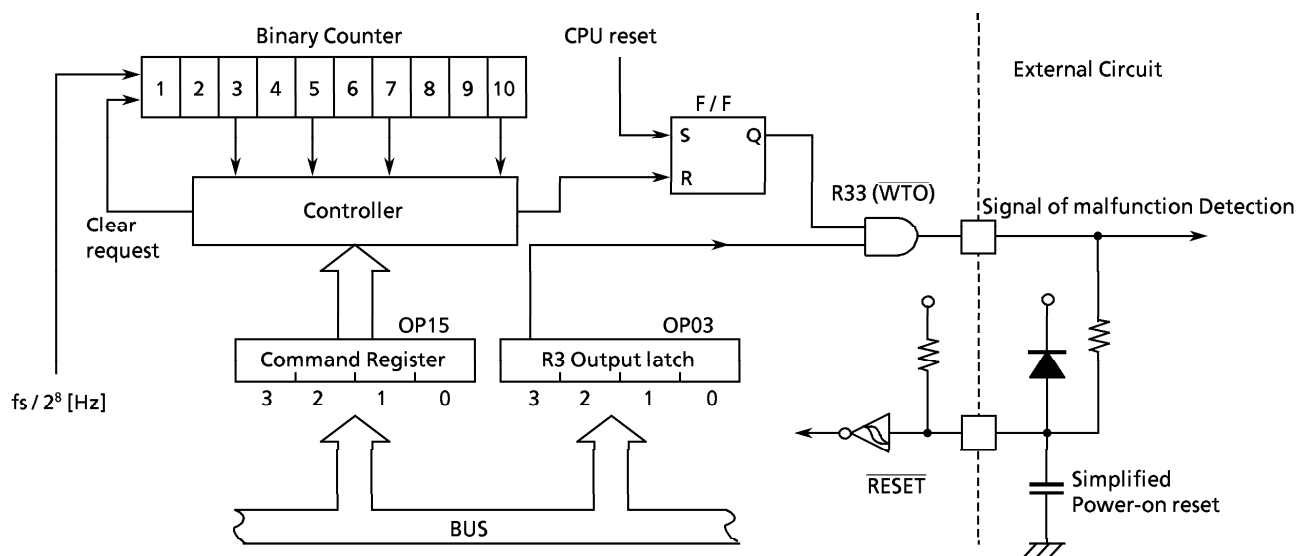 Binary Counter
CPU reset
External Circuit
1 2 3 4 5 6 7 8 9 10
F / F
S Q
R
R33 (W̅T̅O̅)
Signal of malfunction Detection
Controller
Clear
request
OP15
OP03
Command Register
R3 Output latch
3 2 1 0
3 2 1 0
fs / 2⁸ [Hz]
R̅E̅S̅E̅T̅
Simplified
Power-on reset
BUS